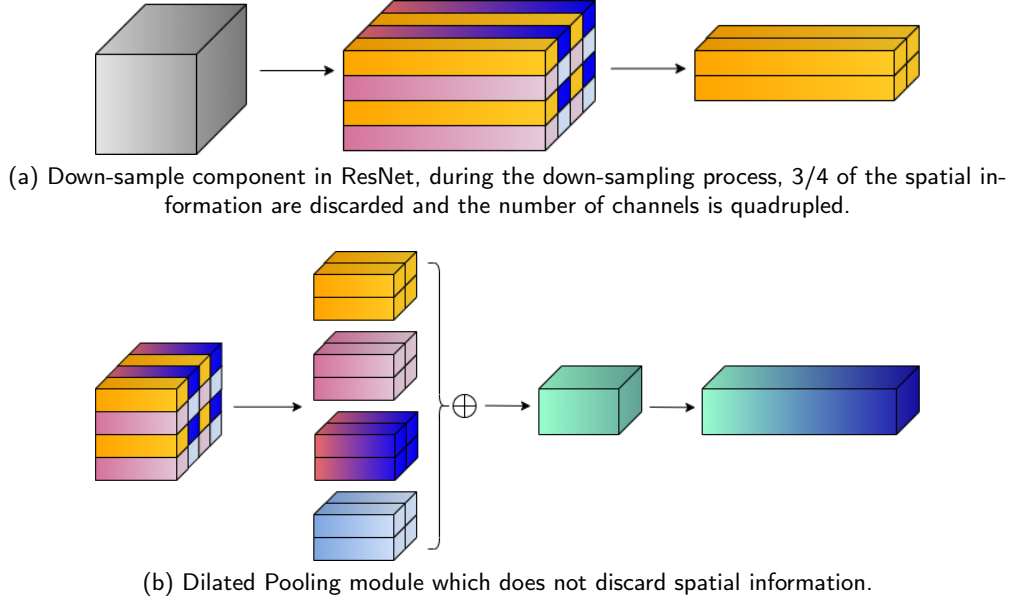 (a) Down-sample component in ResNet, during the down-sampling process, 3/4 of the spatial in-
formation are discarded and the number of channels is quadrupled.
(b) Dilated Pooling module which does not discard spatial information.